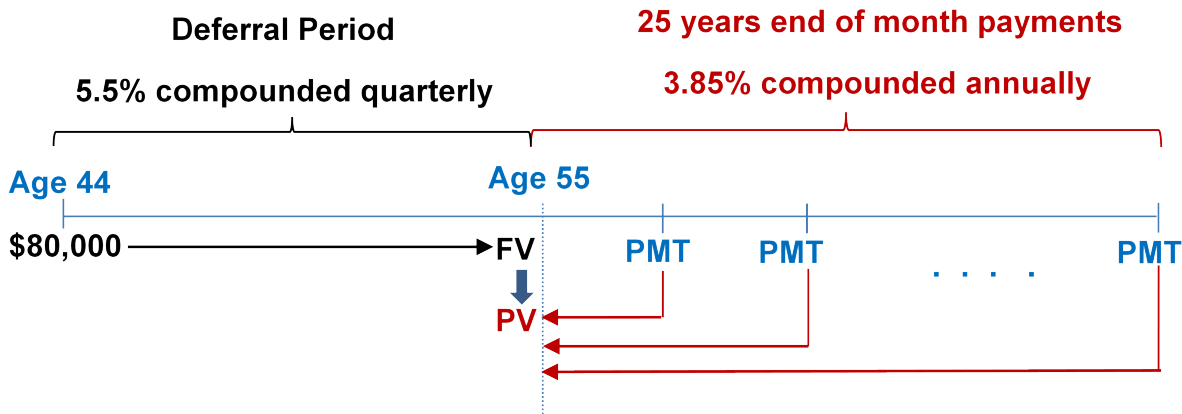 Deferral Period
25 years end of month payments
5.5% compounded quarterly
3.85% compounded annually
Age 44
Age 55
$80,000
FV
PMT
PMT
. . . .
PMT
PV